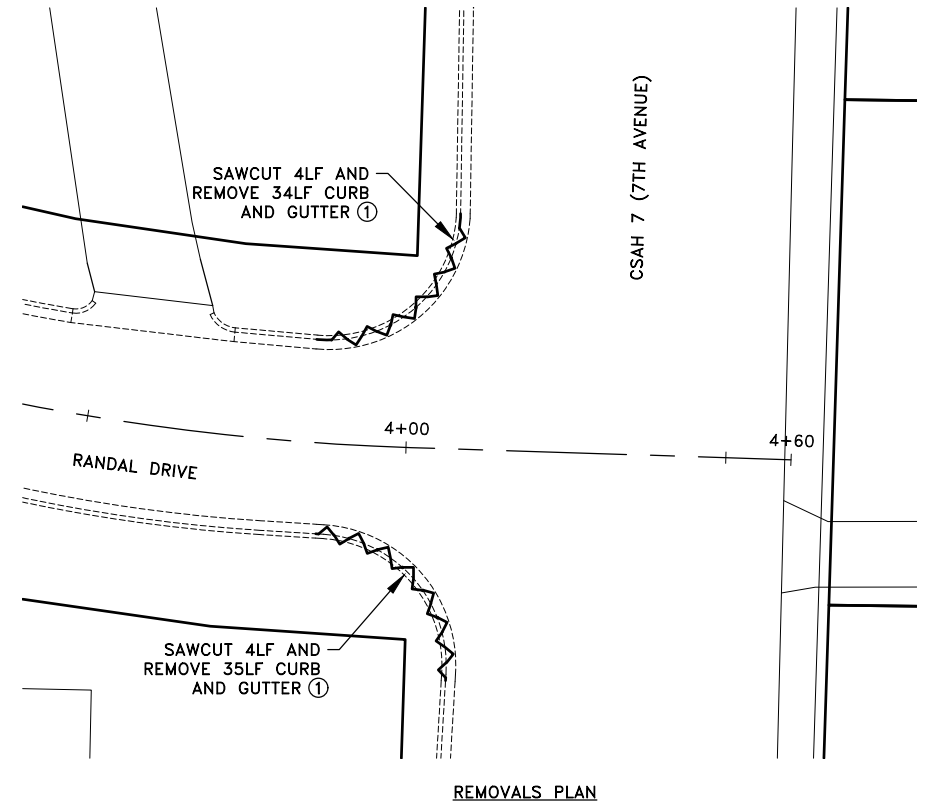 CSAH 7 (7TH AVENUE)
SAWCUT 4LF AND
REMOVE 34LF CURB
AND GUTTER ①
4+00
4+60
RANDAL DRIVE
SAWCUT 4LF AND
REMOVE 35LF CURB
AND GUTTER ①
REMOVALS PLAN